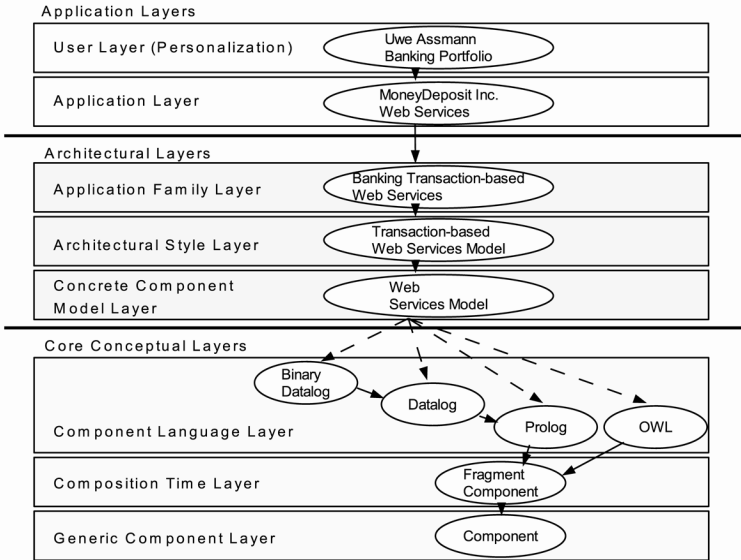 Application Layers
User Layer (Personalization)
Uwe Assmann
Banking Portfolio
Application Layer
MoneyDeposit Inc.
Web Services
Architectural Layers
Application Family Layer
Banking Transaction-based
Web Services
Architectural Style Layer
Transaction-based
Web Services Model
Concrete Component
Model Layer
Web
Services Model
Core Conceptual Layers
Binary
Datalog
Datalog
Prolog
OWL
Component Language Layer
Composition Time Layer
Fragment
Component
Generic Component Layer
Component